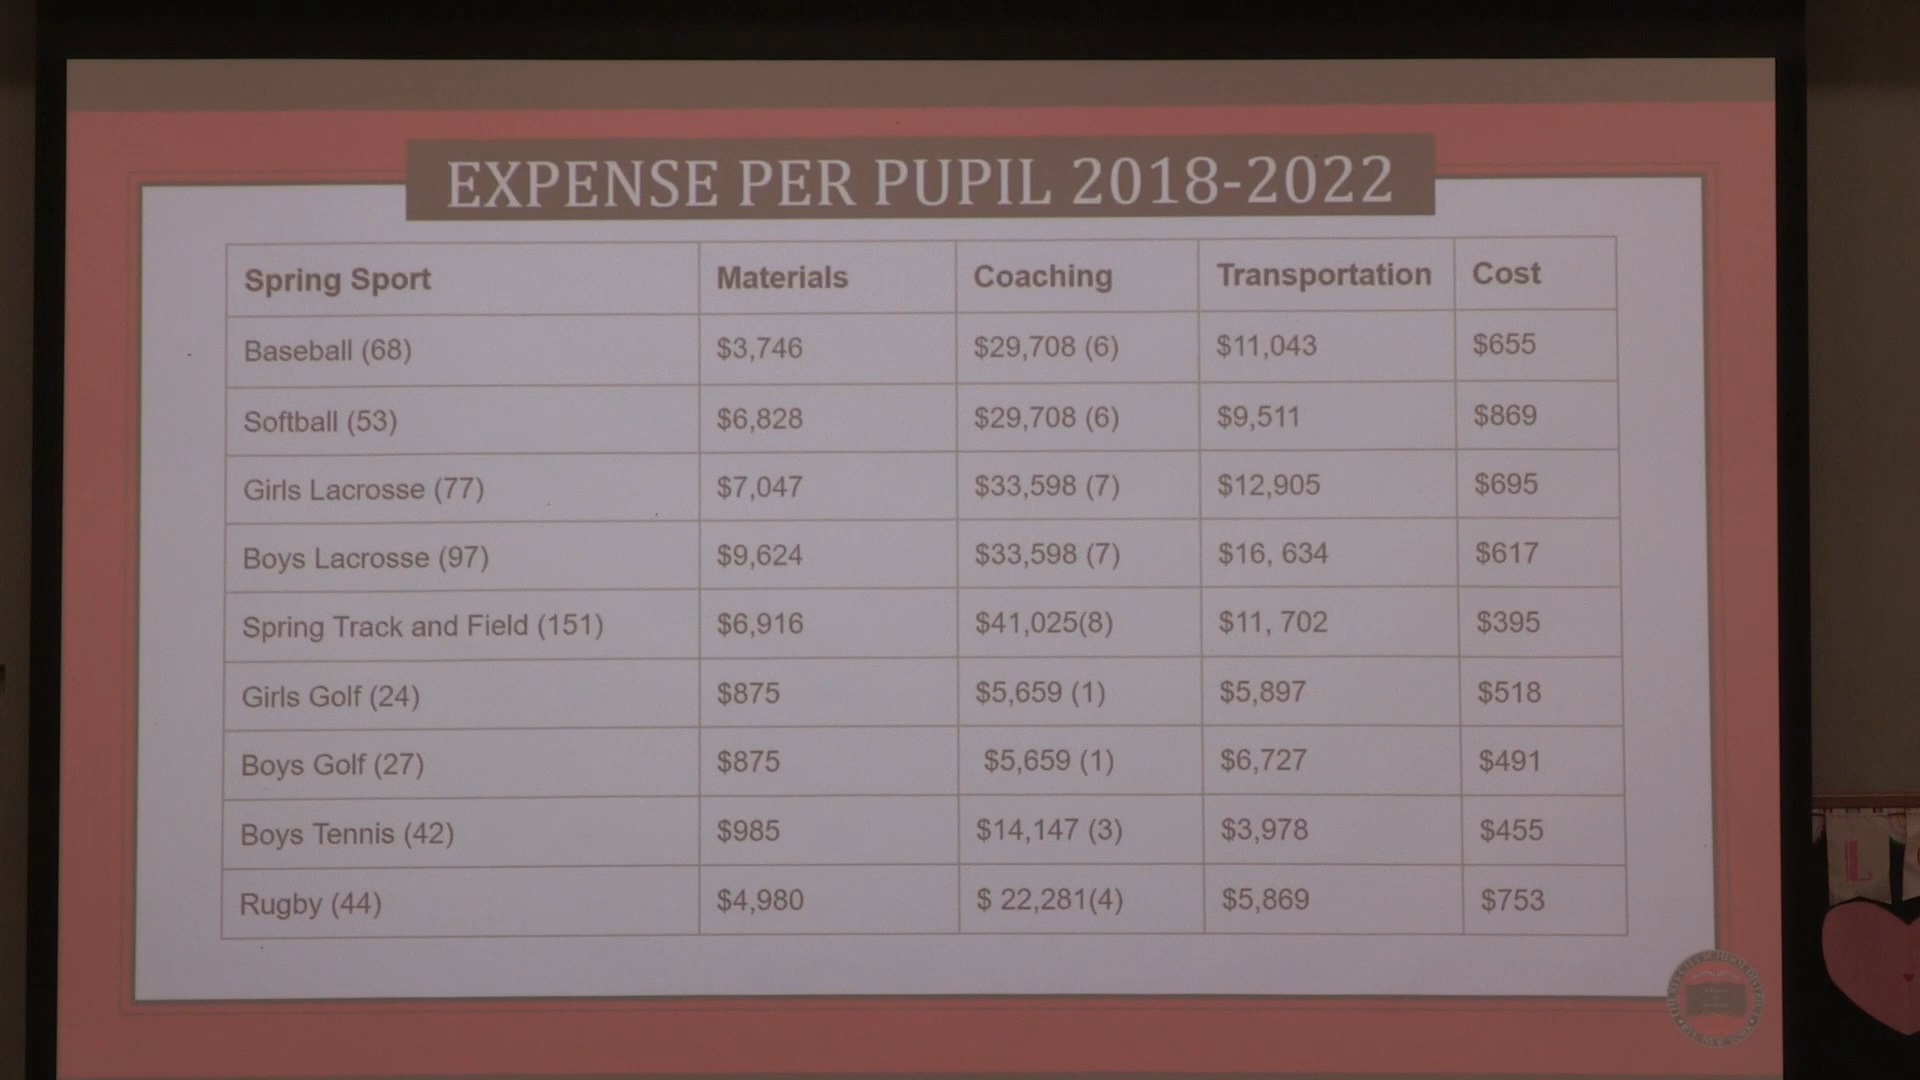 EXPENSE PER PUPIL 2018-2022
Spring Sport Materials Coaching Transportation Cost
Baseball (68) $3,746 $29,708 (6) $11,043 $655
Softball (53) $6,828 $29,708 (6) $9,511 $869
Girls Lacrosse (77) $7,047 $33,598 (7) $12,905 $695
Boys Lacrosse (97) $9,624 $33,598 (7) $16, 634 $617
Spring Track and Field (151) $6,916 $41,025(8) $11, 702 $395
Girls Golf (24) $875 $5,659 (1) $5,897 $518
Boys Golf (27) $875 $5,659 (1) $6,727 $491
Boys Tennis (42) $985 $14,147 (3) $3,978 $455
Rugby (44) $4,980 $ 22,281(4) $5,869 $753
L